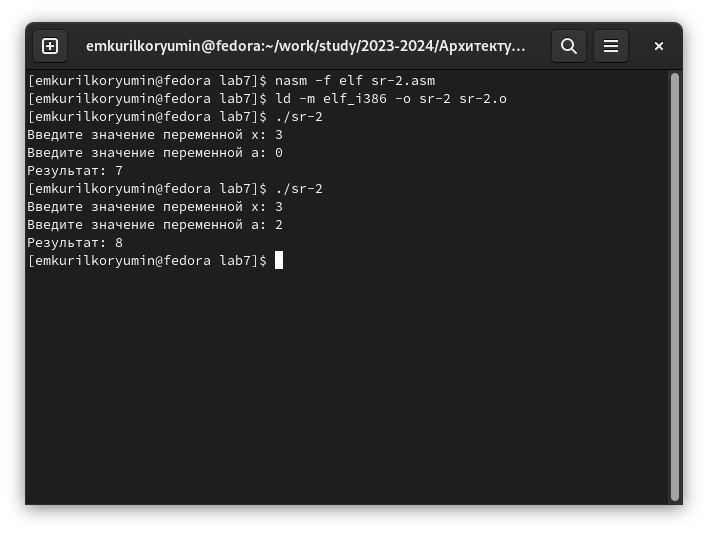 emkurilkoryumin@fedora:~/work/study/2023-2024/Архитекту...
[emkurilkoryumin@fedora lab7]$ nasm -f elf sr-2.asm
[emkurilkoryumin@fedora lab7]$ ld -m elf_i386 -o sr-2 sr-2.o
[emkurilkoryumin@fedora lab7]$ ./sr-2
Введите значение переменной x: 3
Введите значение переменной a: 0
Результат: 7
[emkurilkoryumin@fedora lab7]$ ./sr-2
Введите значение переменной x: 3
Введите значение переменной a: 2
Результат: 8
[emkurilkoryumin@fedora lab7]$